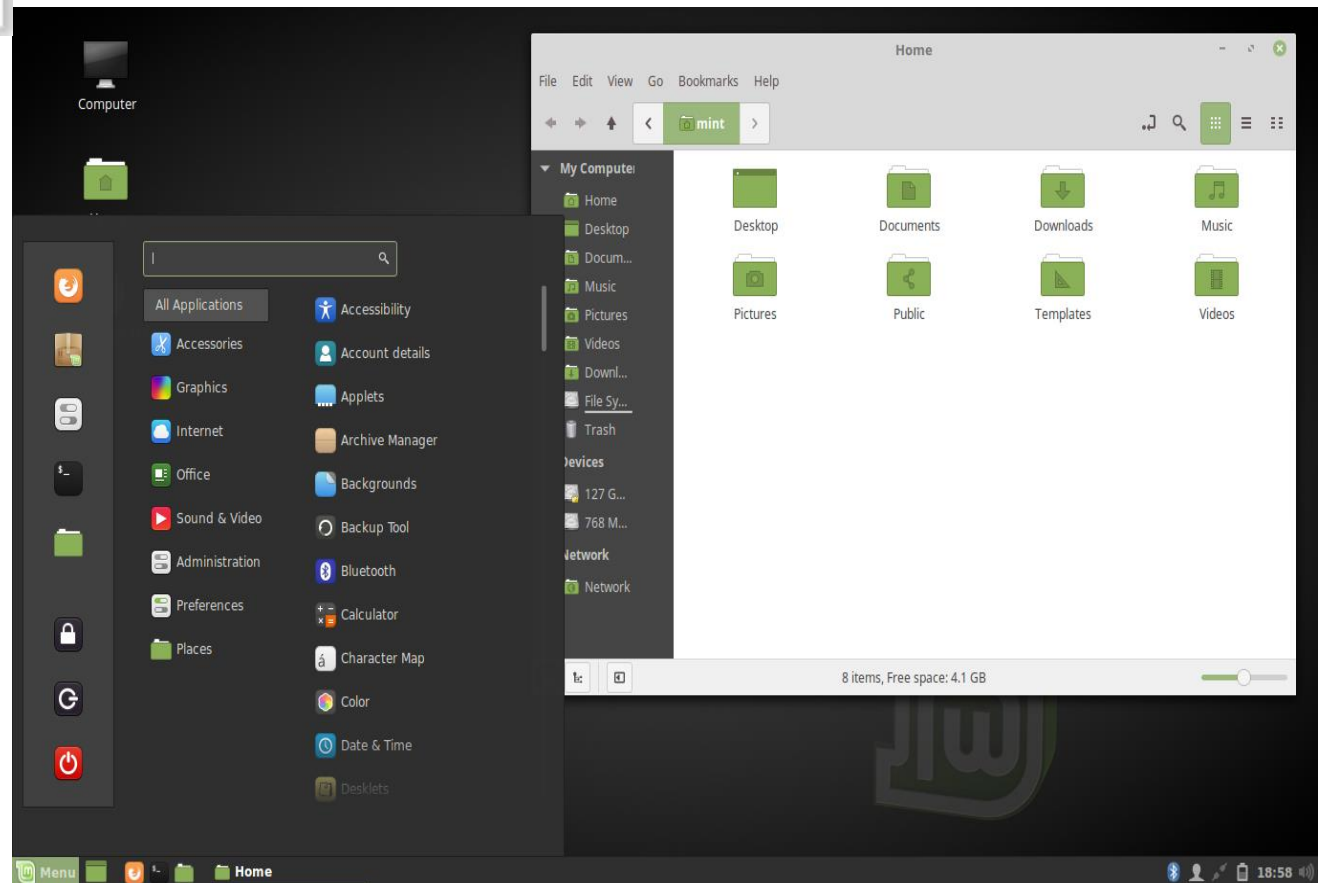 Computer
Home
File Edit View Go Bookmarks Help
mint
My Computer
Home
Desktop
Docum...
Music
Pictures
Videos
Downl...
File Sy...
Trash
Devices
127 G...
768 M...
Network
Network
Desktop
Documents
Downloads
Music
Pictures
Public
Templates
Videos
8 items, Free space: 4.1 GB
All Applications
Accessories
Graphics
Internet
Office
Sound & Video
Administration
Preferences
Places
Accessibility
Account details
Applets
Archive Manager
Backgrounds
Backup Tool
Bluetooth
Calculator
á Character Map
Color
Date & Time
Desklets
$_
Menu
Home
18:58